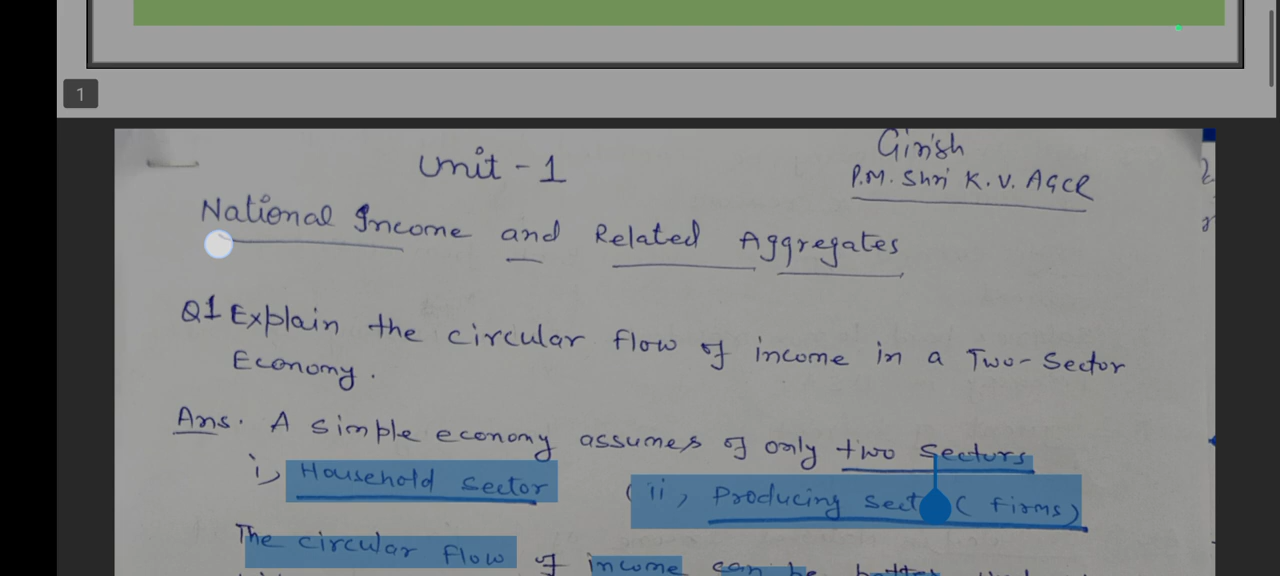 1
Unit - 1
Girish
P.M. Shri K.V. AGCR
National Income and Related Aggregates
Q1 Explain the circular flow of income in a Two-Sector
Economy.
Ans. A simple economy assumes of only two sectors
i) Household sector (ii) Producing sect (firms)
The circular flow of income can be